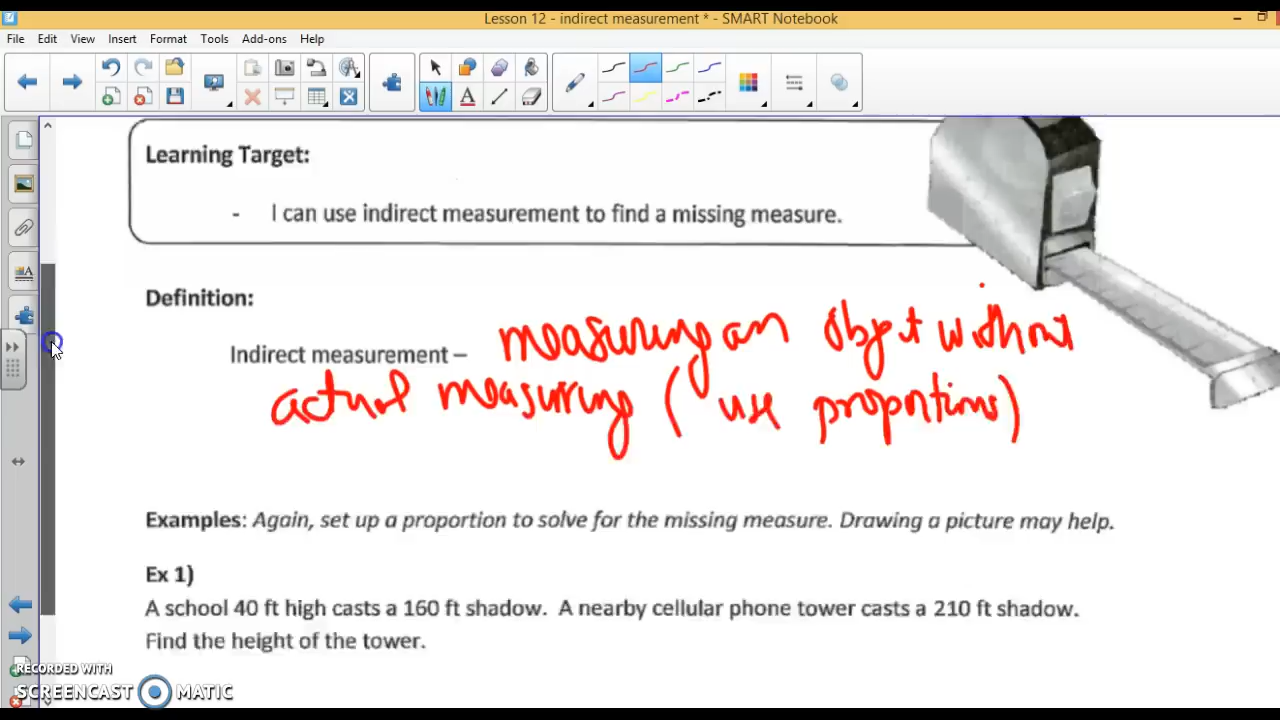 Lesson 12 - indirect measurement * - SMART Notebook
File Edit View Insert Format Tools Add-ons Help
Learning Target:
- I can use indirect measurement to find a missing measure.
Definition:
Indirect measurement – measuring an object without
actual measuring (use proportions)
Examples: Again, set up a proportion to solve for the missing measure. Drawing a picture may help.
Ex 1)
A school 40 ft high casts a 160 ft shadow. A nearby cellular phone tower casts a 210 ft shadow.
Find the height of the tower.
RECORDED WITH
SCREENCAST MATIC